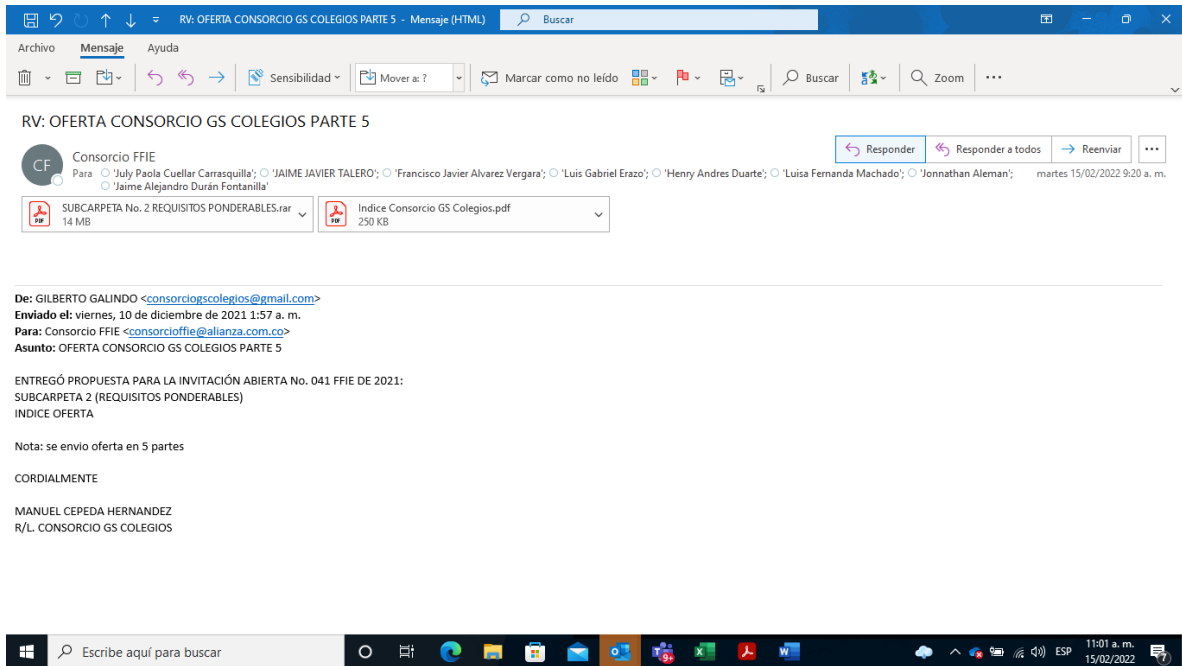 RV: OFERTA CONSORCIO GS COLEGIOS PARTE 5 - Mensaje (HTML)
Buscar
Archivo Mensaje Ayuda
Sensibilidad Mover a: ? Marcar como no leído Buscar Zoom
RV: OFERTA CONSORCIO GS COLEGIOS PARTE 5
CF
Consorcio FFIE
Responder Responder a todos Reenviar
Para 'July Paola Cuellar Carrasquilla'; 'JAIME JAVIER TALERO'; 'Francisco Javier Alvarez Vergara'; 'Luis Gabriel Erazo'; 'Henry Andres Duarte'; 'Luisa Fernanda Machado'; 'Jonnathan Aleman'; martes 15/02/2022 9:20 a. m.
'Jaime Alejandro Durán Fontanilla'
SUBCARPETA No. 2 REQUISITOS PONDERABLES.rar
14 MB
Indice Consorcio GS Colegios.pdf
250 KB
De: GILBERTO GALINDO <consorciogscolegios@gmail.com>
Enviado el: viernes, 10 de diciembre de 2021 1:57 a. m.
Para: Consorcio FFIE <consorcioffie@alianza.com.co>
Asunto: OFERTA CONSORCIO GS COLEGIOS PARTE 5
ENTREGÓ PROPUESTA PARA LA INVITACIÓN ABIERTA No. 041 FFIE DE 2021:
SUBCARPETA 2 (REQUISITOS PONDERABLES)
INDICE OFERTA
Nota: se envio oferta en 5 partes
CORDIALMENTE
MANUEL CEPEDA HERNANDEZ
R/L. CONSORCIO GS COLEGIOS
Escribe aquí para buscar
ESP
11:01 a. m.
15/02/2022